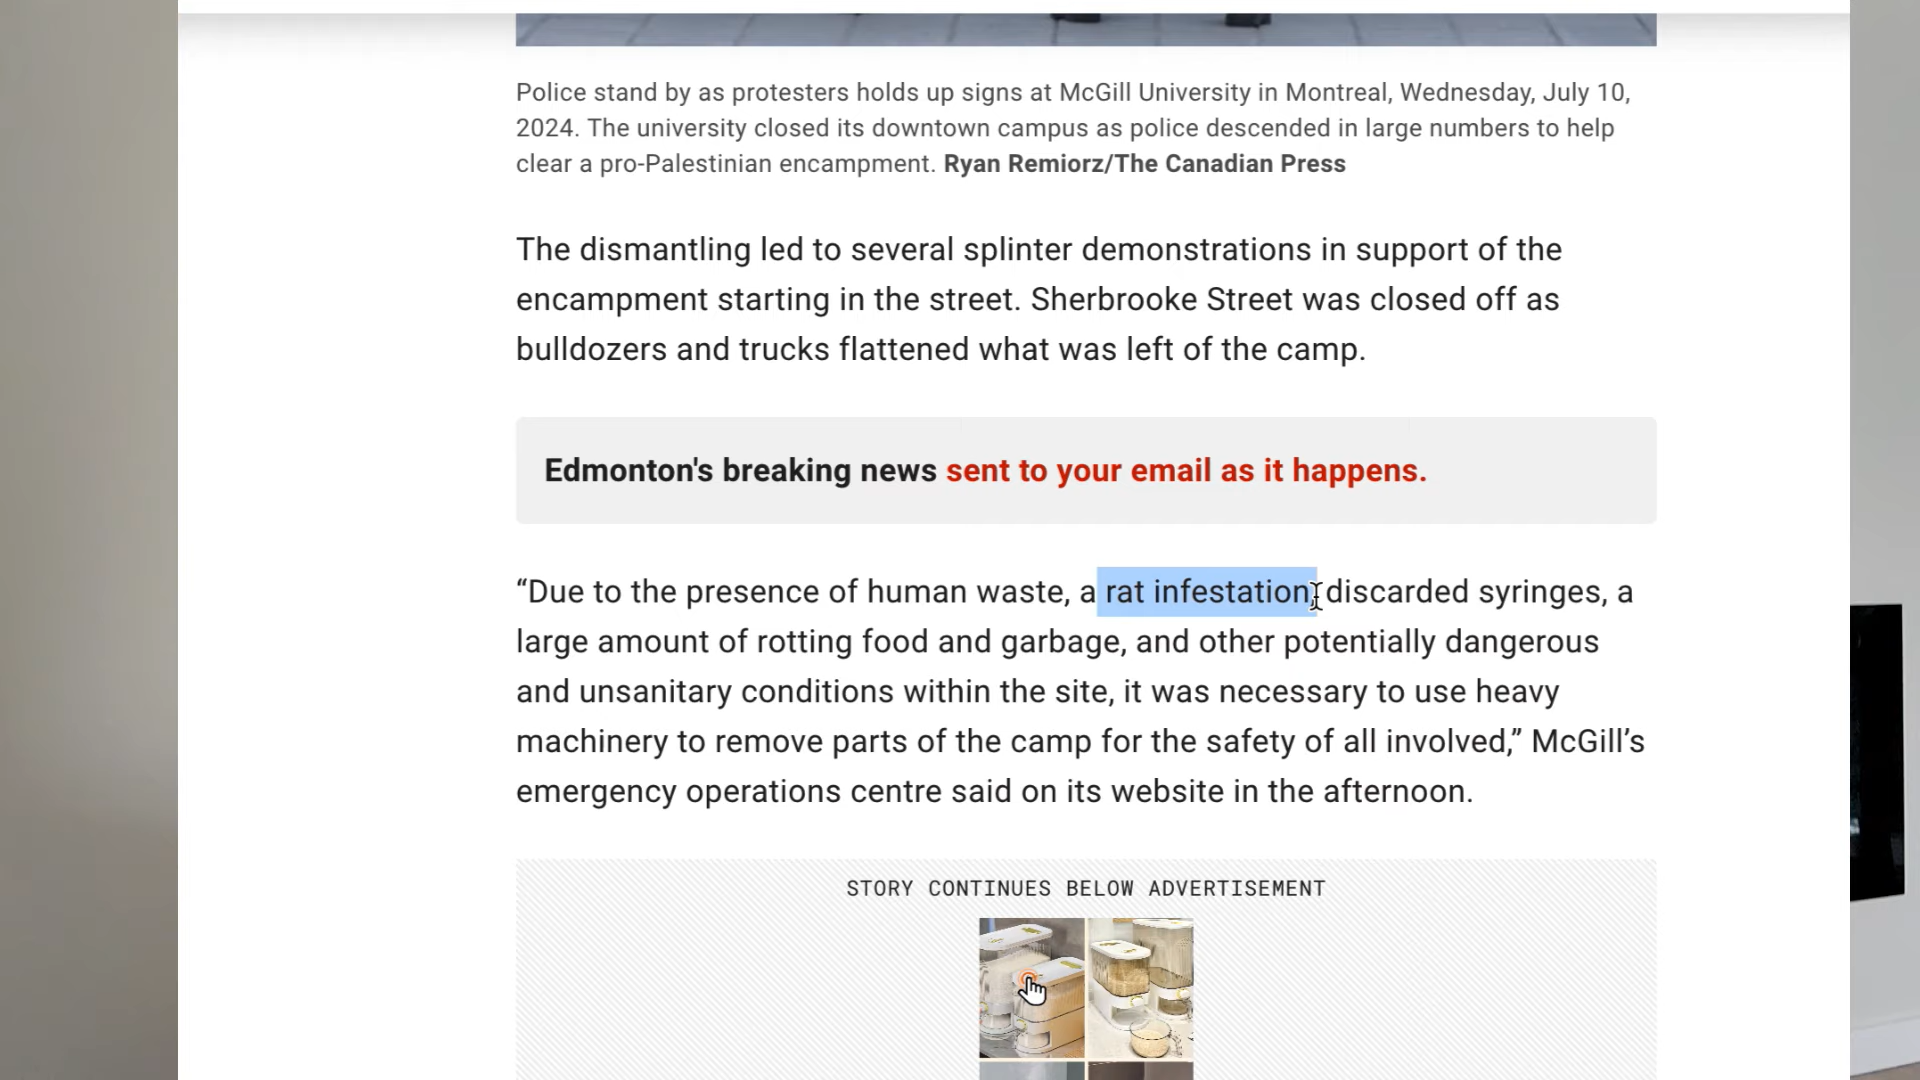 Police stand by as protesters holds up signs at McGill University in Montreal, Wednesday, July 10,
2024. The university closed its downtown campus as police descended in large numbers to help
clear a pro-Palestinian encampment. Ryan Remiorz/The Canadian Press
The dismantling led to several splinter demonstrations in support of the
encampment starting in the street. Sherbrooke Street was closed off as
bulldozers and trucks flattened what was left of the camp.
Edmonton's breaking news sent to your email as it happens.
“Due to the presence of human waste, a rat infestation, discarded syringes, a
large amount of rotting food and garbage, and other potentially dangerous
and unsanitary conditions within the site, it was necessary to use heavy
machinery to remove parts of the camp for the safety of all involved,” McGill’s
emergency operations centre said on its website in the afternoon.
STORY CONTINUES BELOW ADVERTISEMENT